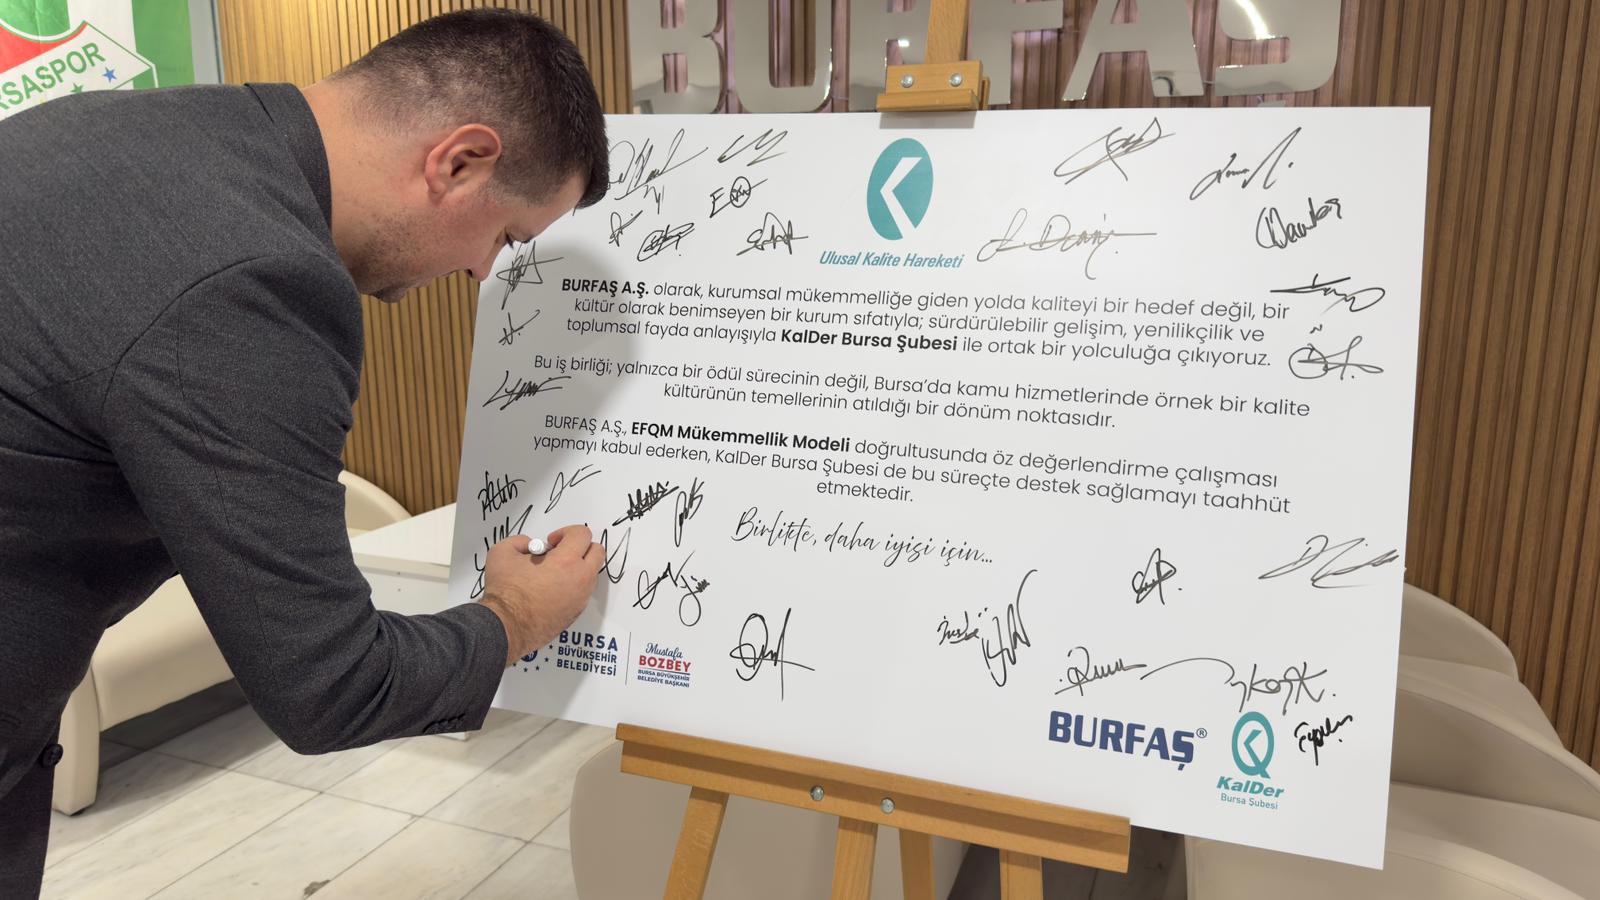 BURFAŞ
RSASPOR
Ulusal Kalite Hareketi
BURFAŞ A.Ş. olarak, kurumsal mükemmelliğe giden yolda kaliteyi bir hedef değil, bir
kültür olarak benimseyen bir kurum sıfatıyla; sürdürülebilir gelişim, yenilikçilik ve
toplumsal fayda anlayışıyla KalDer Bursa Şubesi ile ortak bir yolculuğa çıkıyoruz.
Bu iş birliği; yalnızca bir ödül sürecinin değil, Bursa'da kamu hizmetlerinde örnek bir kalite
kültürünün temellerinin atıldığı bir dönüm noktasıdır.
BURFAŞ A.Ş., EFQM Mükemmellik Modeli doğrultusunda öz değerlendirme çalışması
yapmayı kabul ederken, KalDer Bursa Şubesi de bu süreçte destek sağlamayı taahhüt
etmektedir.
Birlikte, daha iyisi için...
BURSA
BÜYÜKŞEHİR
BELEDİYESİ
Mustafa
BOZBEY
BURSA BÜYÜKŞEHİR
BELEDİYE BAŞKANI
BURFAŞ®
KalDer
Bursa Şubesi